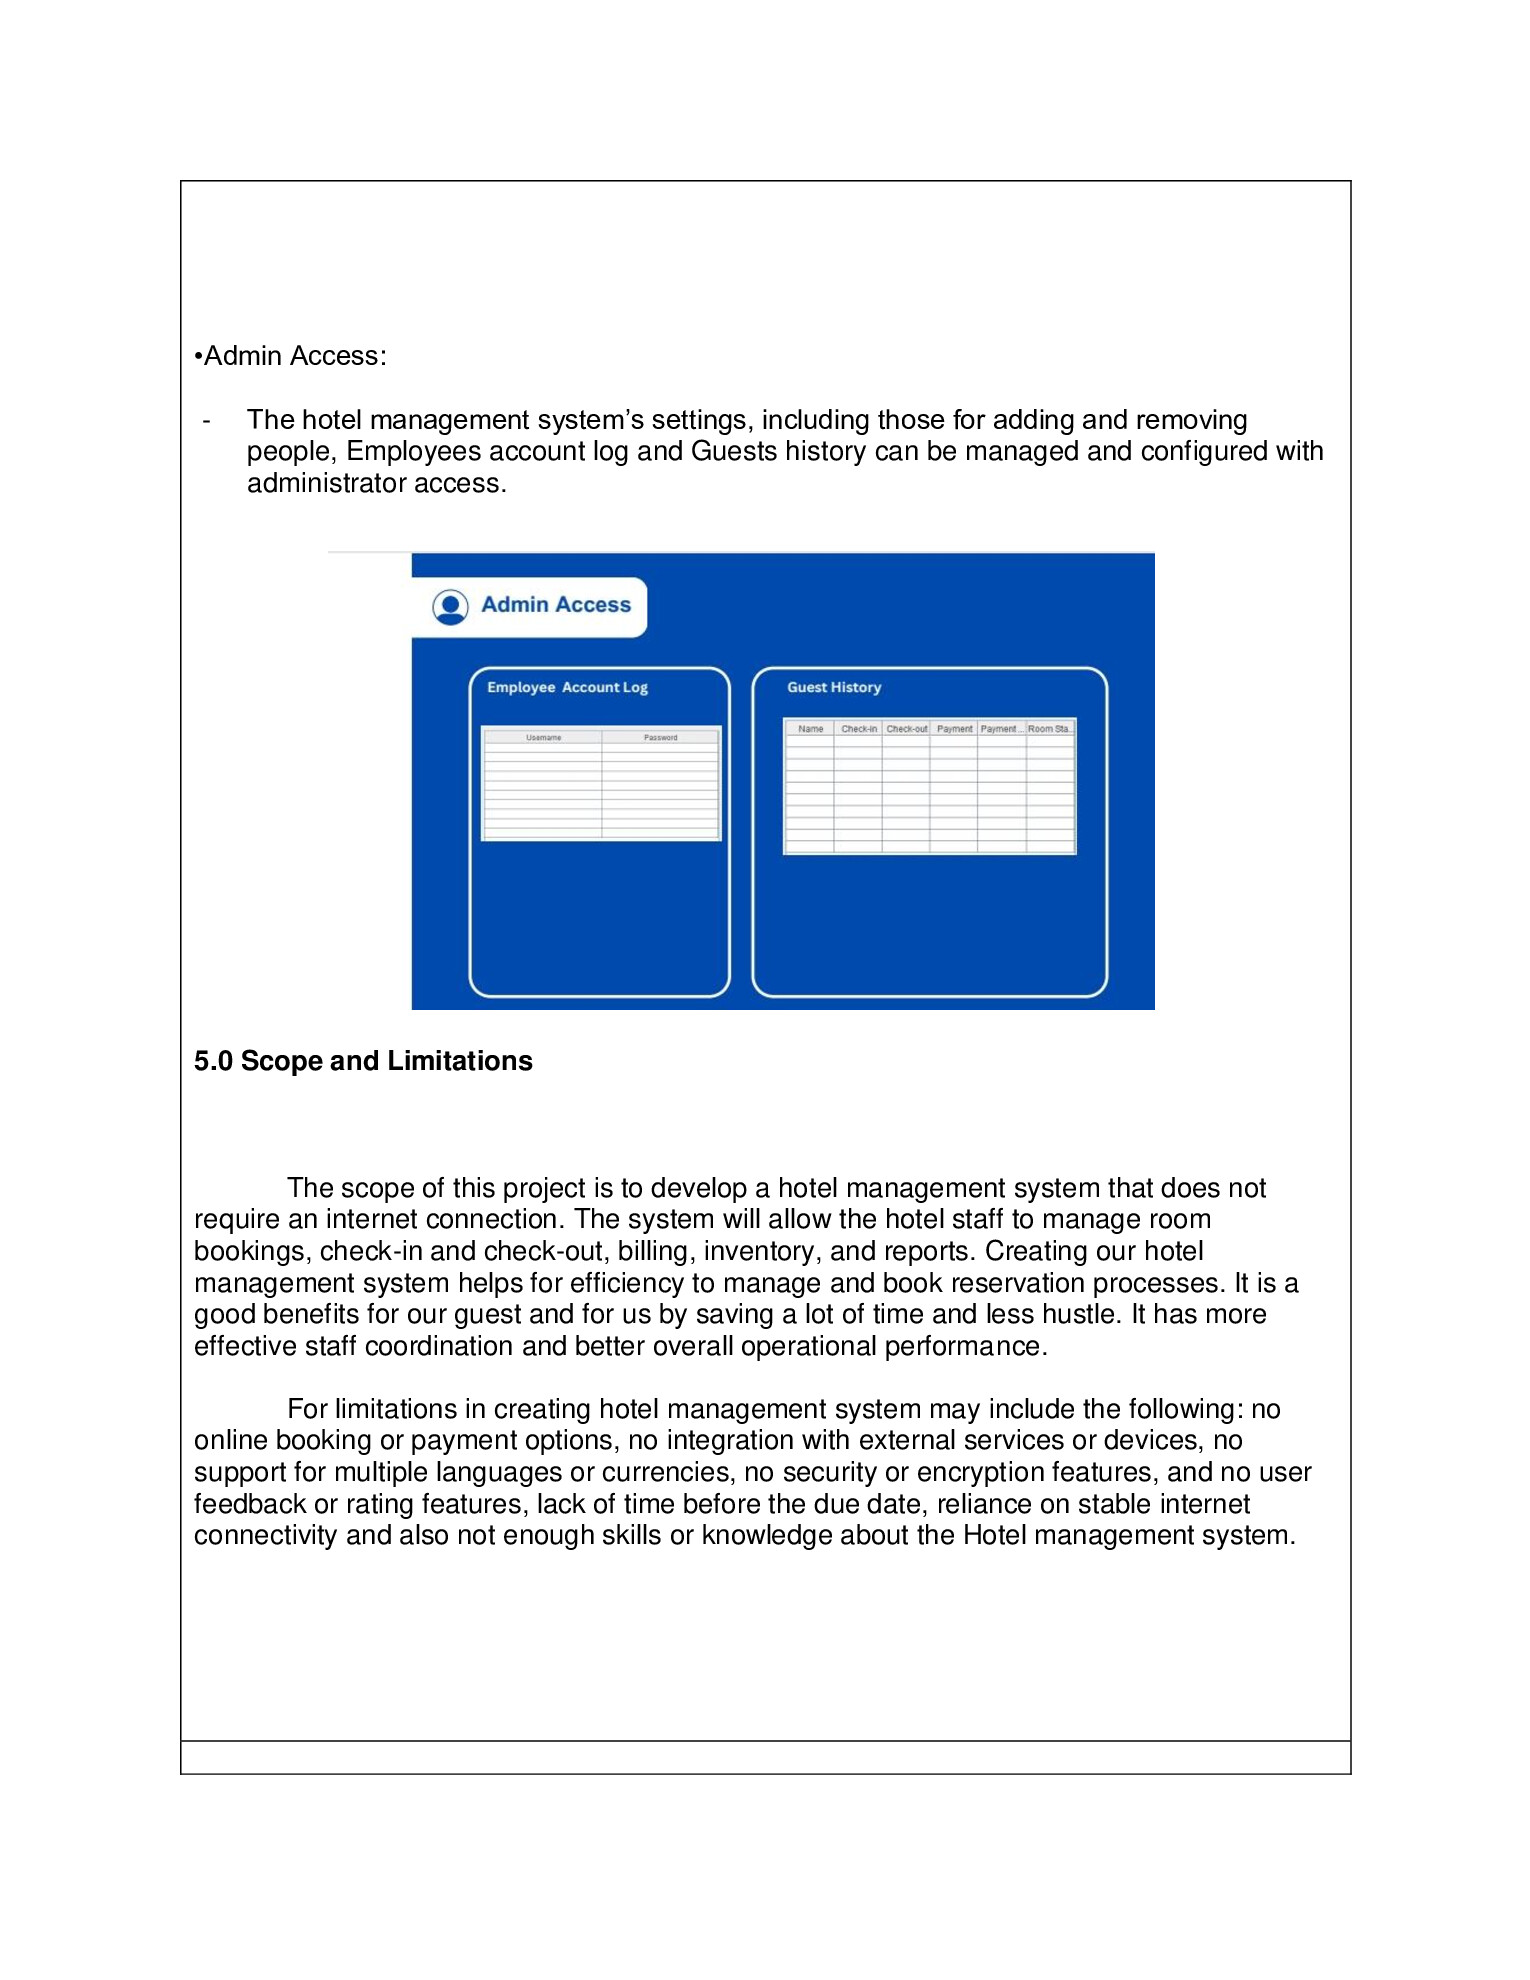 •Admin Access:
- The hotel management system’s settings, including those for adding and removing
people, Employees account log and Guests history can be managed and configured with
administrator access.
Admin Access
Employee Account Log
Username Password
Guest History
Name Check-in Check-out Payment Payment... Room Sta...
5.0 Scope and Limitations
The scope of this project is to develop a hotel management system that does not
require an internet connection. The system will allow the hotel staff to manage room
bookings, check-in and check-out, billing, inventory, and reports. Creating our hotel
management system helps for efficiency to manage and book reservation processes. It is a
good benefits for our guest and for us by saving a lot of time and less hustle. It has more
effective staff coordination and better overall operational performance.
For limitations in creating hotel management system may include the following: no
online booking or payment options, no integration with external services or devices, no
support for multiple languages or currencies, no security or encryption features, and no user
feedback or rating features, lack of time before the due date, reliance on stable internet
connectivity and also not enough skills or knowledge about the Hotel management system.